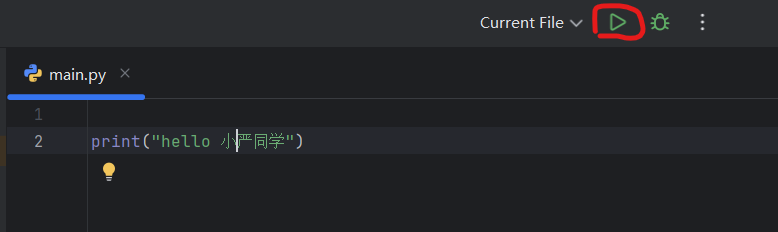 Current File
main.py
1
2 print("hello 小严同学")